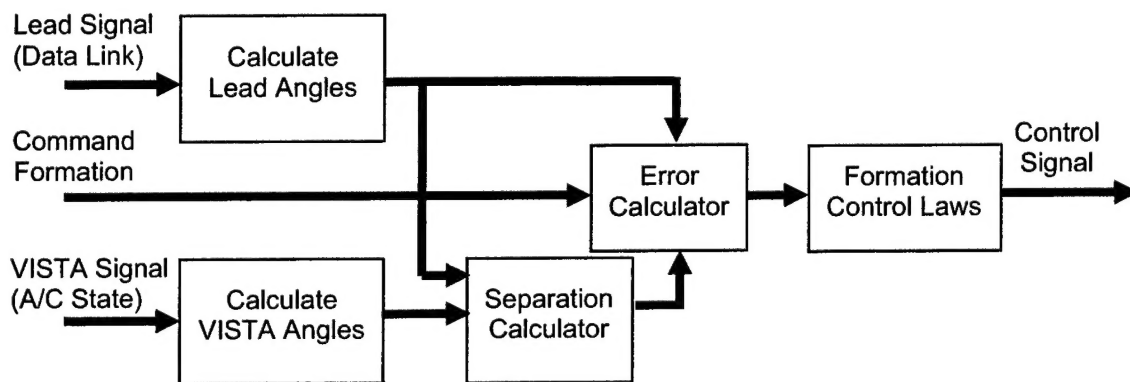 Lead Signal
(Data Link)
Calculate
Lead Angles
Command
Formation
Error
Calculator
Formation
Control Laws
Control
Signal
VISTA Signal
(A/C State)
Calculate
VISTA Angles
Separation
Calculator